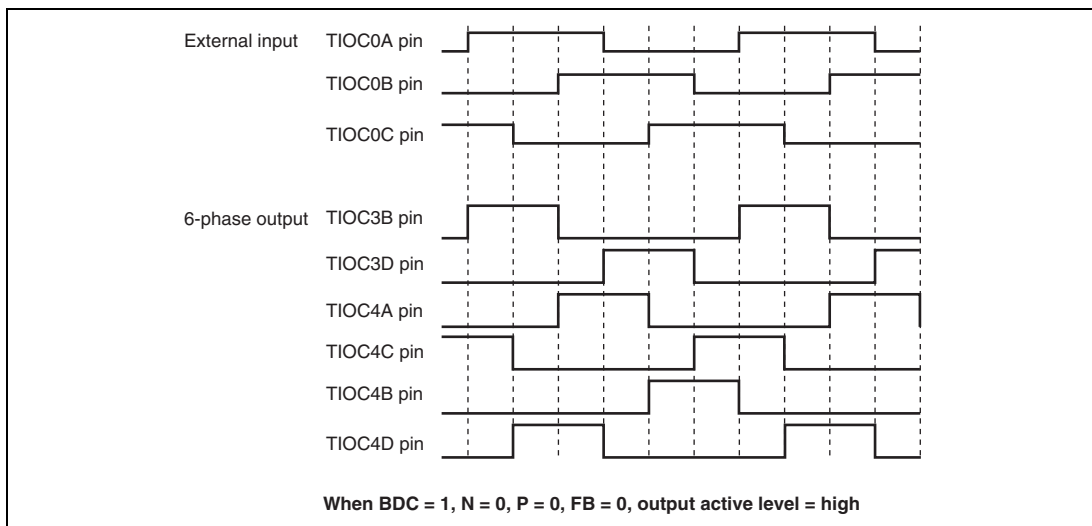 External input TIOC0A pin
TIOC0B pin
TIOC0C pin
6-phase output TIOC3B pin
TIOC3D pin
TIOC4A pin
TIOC4C pin
TIOC4B pin
TIOC4D pin
When BDC = 1, N = 0, P = 0, FB = 0, output active level = high